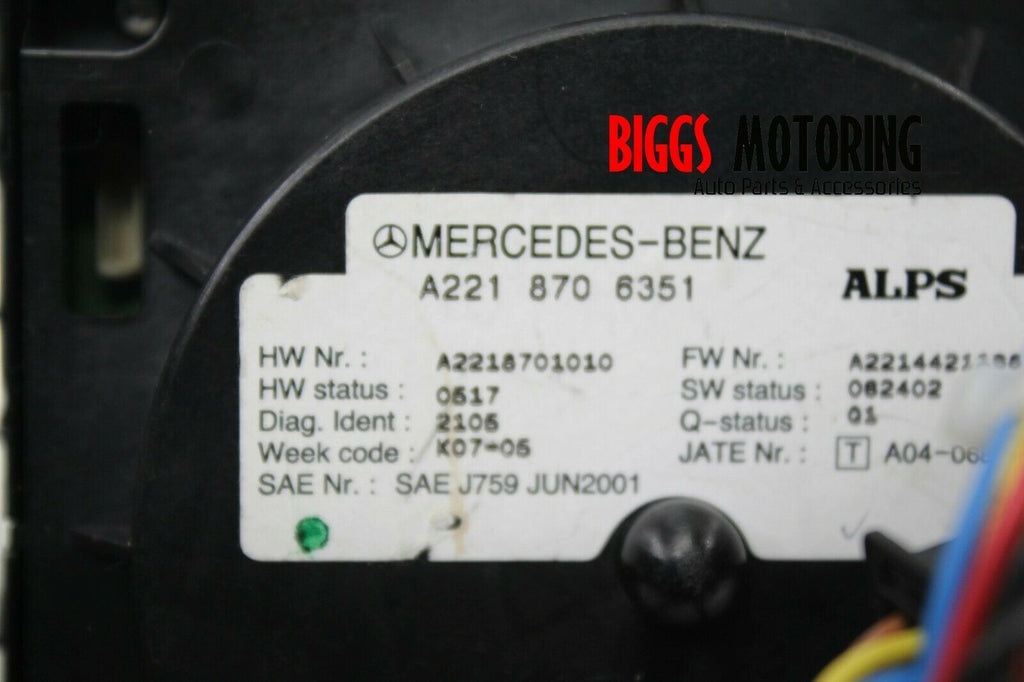 BIGGS MOTORING
Auto Parts & Accessories
MERCEDES-BENZ
A221 870 6351
ALPS
HW Nr. : A2218701010 FW Nr. :
HW status : 0517 SW status : 062402
Diag. Ident : 2105 Q-status : 01
Week code : K07-05 JATE Nr. : T
SAE Nr. : SAE J759 JUN2001